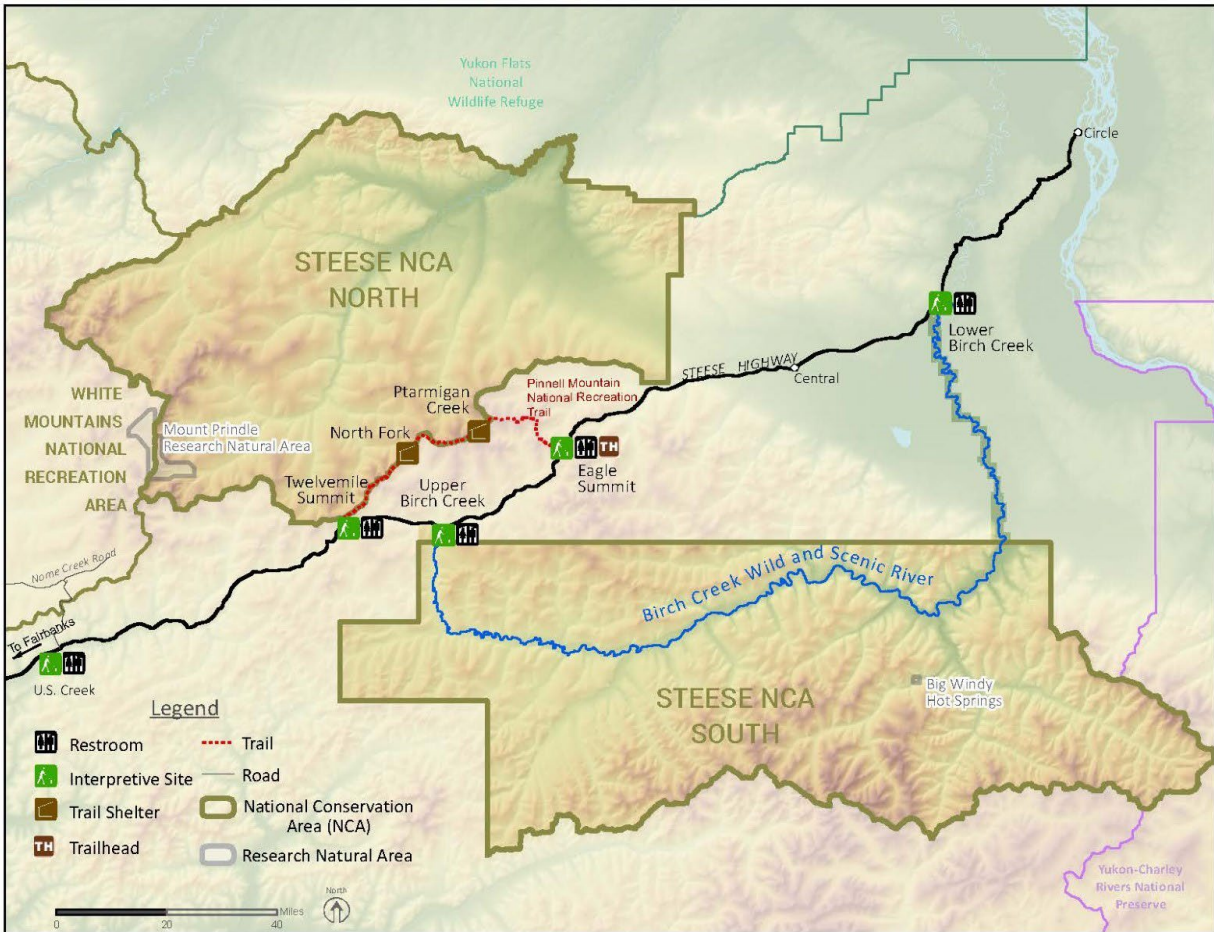 Yukon Flats
National
Wildlife Refuge
Circle
STEESE NCA
NORTH
Lower
Birch Creek
STEESE HIGHWAY
Central
Pinnell Mountain
National Recreation
Trail
Ptarmigan
Creek
WHITE
MOUNTAINS
NATIONAL
RECREATION
AREA
Mount Prindle
Research Natural Area
North Fork
TH
Eagle
Summit
Twelvemile
Summit
Upper
Birch Creek
Nome Creek Road
Birch Creek Wild and Scenic River
To Fairbanks
U.S. Creek
STEESE NCA
SOUTH
Big Windy
Hot Springs
Legend
Restroom
Trail
Interpretive Site
Road
Trail Shelter
National Conservation
Area (NCA)
TH
Trailhead
Research Natural Area
Yukon-Charley
Rivers National
Preserve
North
Miles
0 20 40